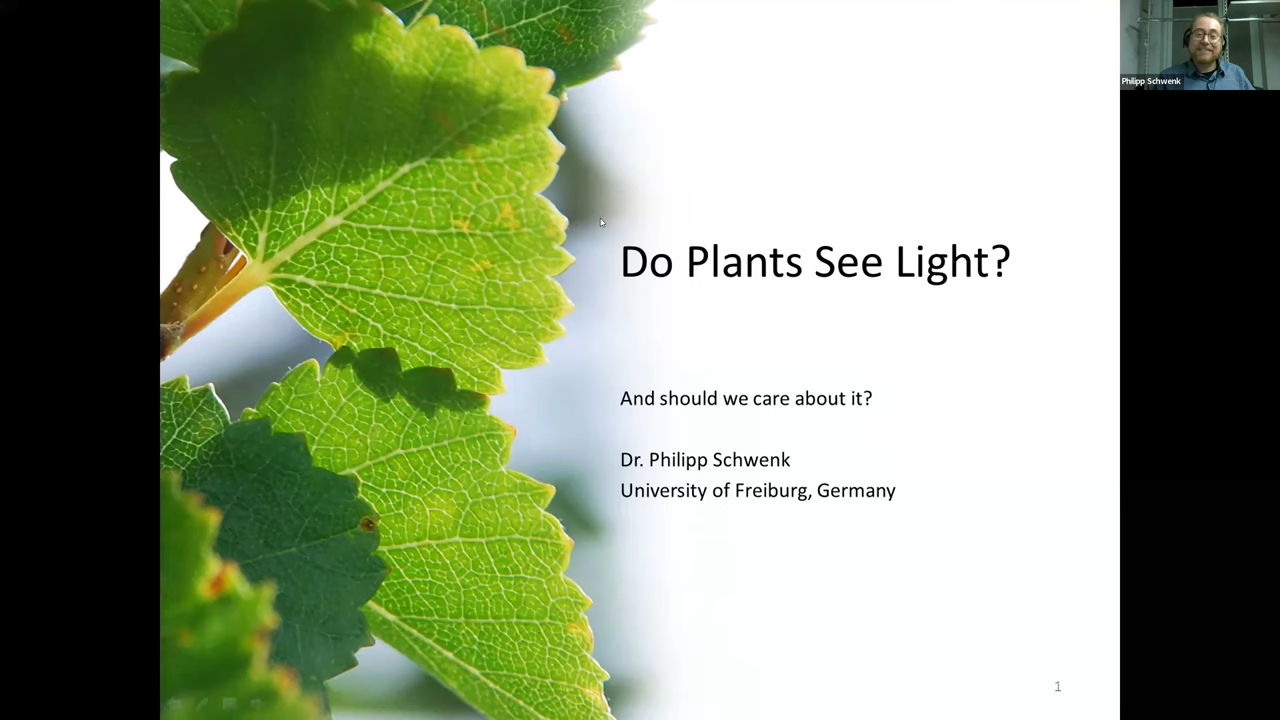 Philipp Schwenk
Do Plants See Light?
And should we care about it?
Dr. Philipp Schwenk
University of Freiburg, Germany
1